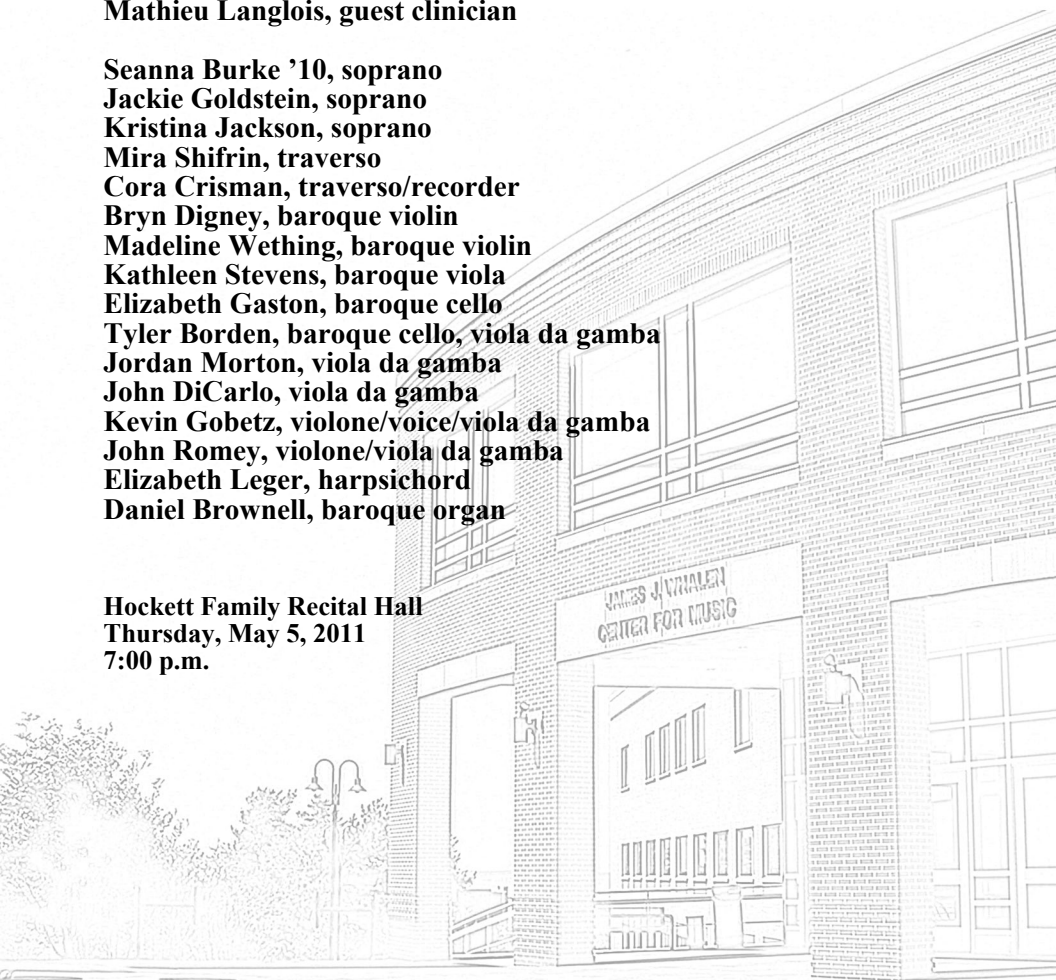 Mathieu Langlois, guest clinician
Seanna Burke ’10, soprano
Jackie Goldstein, soprano
Kristina Jackson, soprano
Mira Shifrin, traverso
Cora Crisman, traverso/recorder
Bryn Digney, baroque violin
Madeline Wething, baroque violin
Kathleen Stevens, baroque viola
Elizabeth Gaston, baroque cello
Tyler Borden, baroque cello, viola da gamba
Jordan Morton, viola da gamba
John DiCarlo, viola da gamba
Kevin Gobetz, violone/voice/viola da gamba
John Romey, violone/viola da gamba
Elizabeth Leger, harpsichord
Daniel Brownell, baroque organ
Hockett Family Recital Hall
Thursday, May 5, 2011
7:00 p.m.
JAMES J. WHALEN
CENTER FOR MUSIC